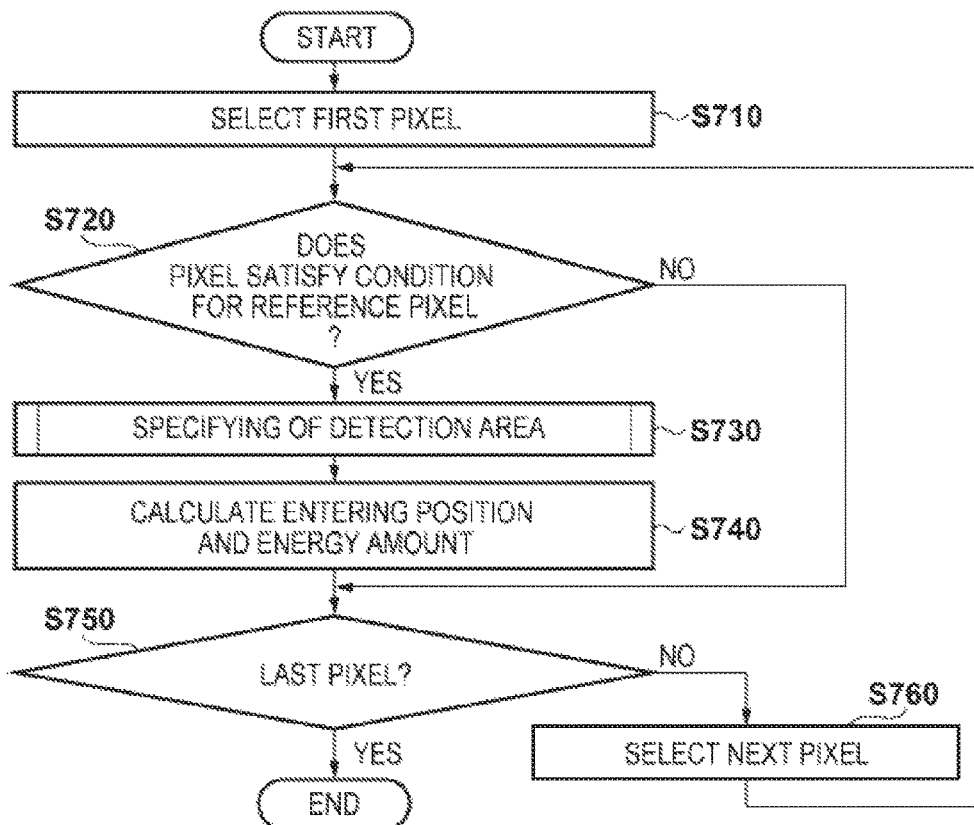 START
SELECT FIRST PIXEL
S710
S720
DOES
PIXEL SATISFY CONDITION
FOR REFERENCE PIXEL
?
NO
YES
SPECIFYING OF DETECTION AREA
S730
CALCULATE ENTERING POSITION
AND ENERGY AMOUNT
S740
S750
LAST PIXEL?
NO
S760
SELECT NEXT PIXEL
YES
END